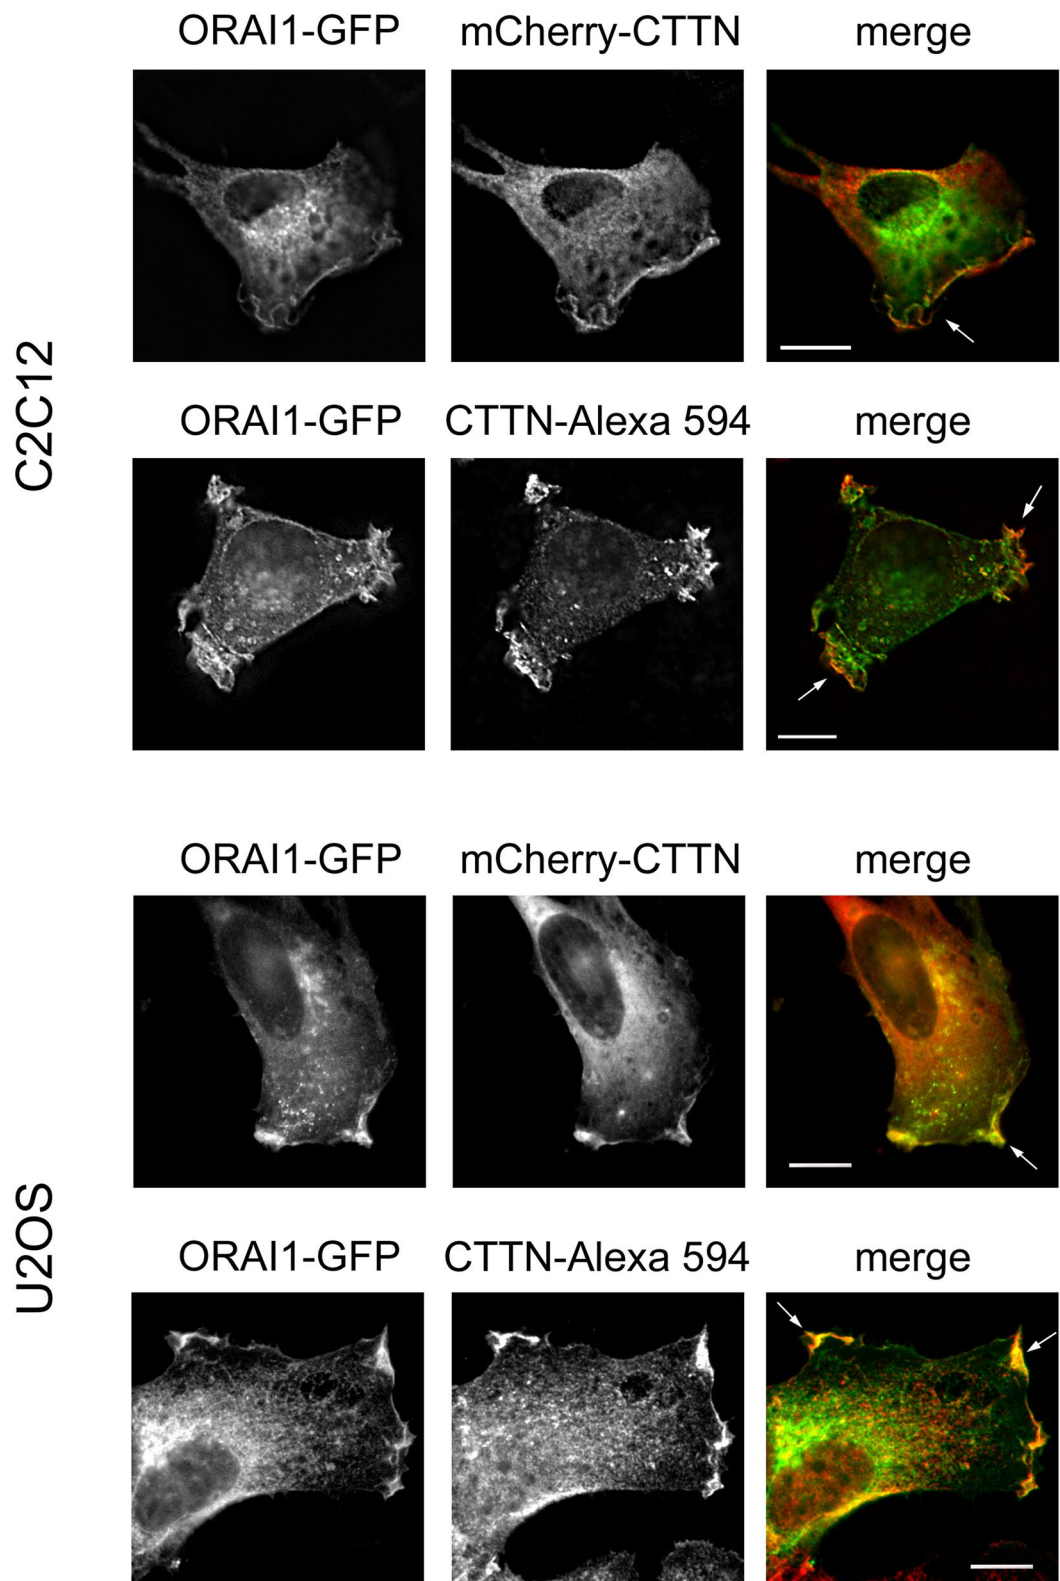 ORAI1-GFP mCherry-CTTN merge
C2C12
ORAI1-GFP CTTN-Alexa 594 merge
ORAI1-GFP mCherry-CTTN merge
U2OS
ORAI1-GFP CTTN-Alexa 594 merge